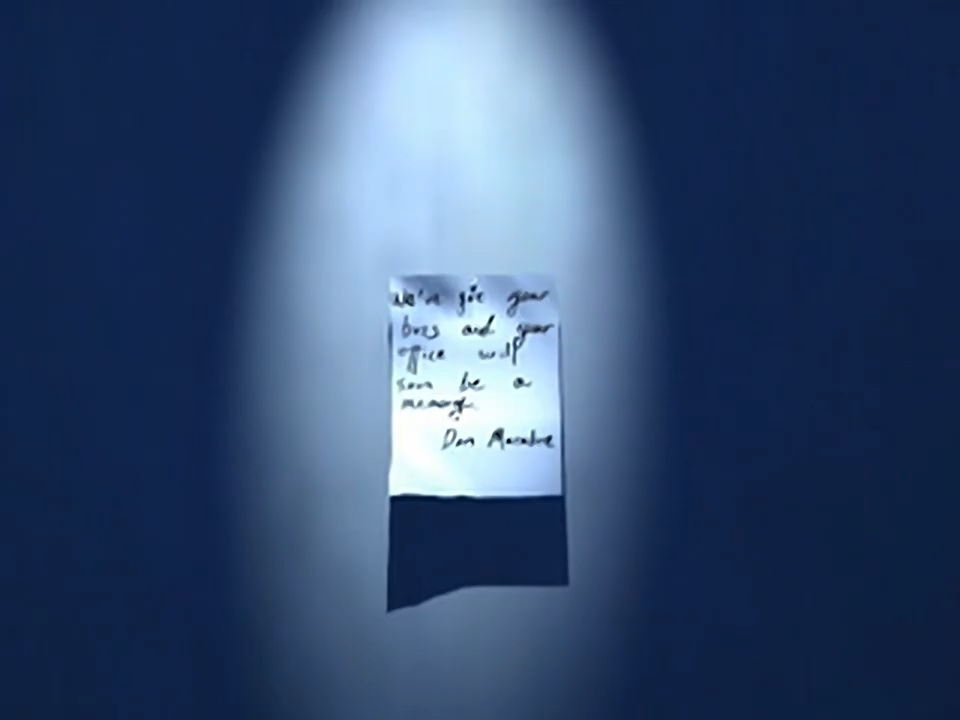 We've got your
boss and your
office will
soon be a
memory.
Don Macabre